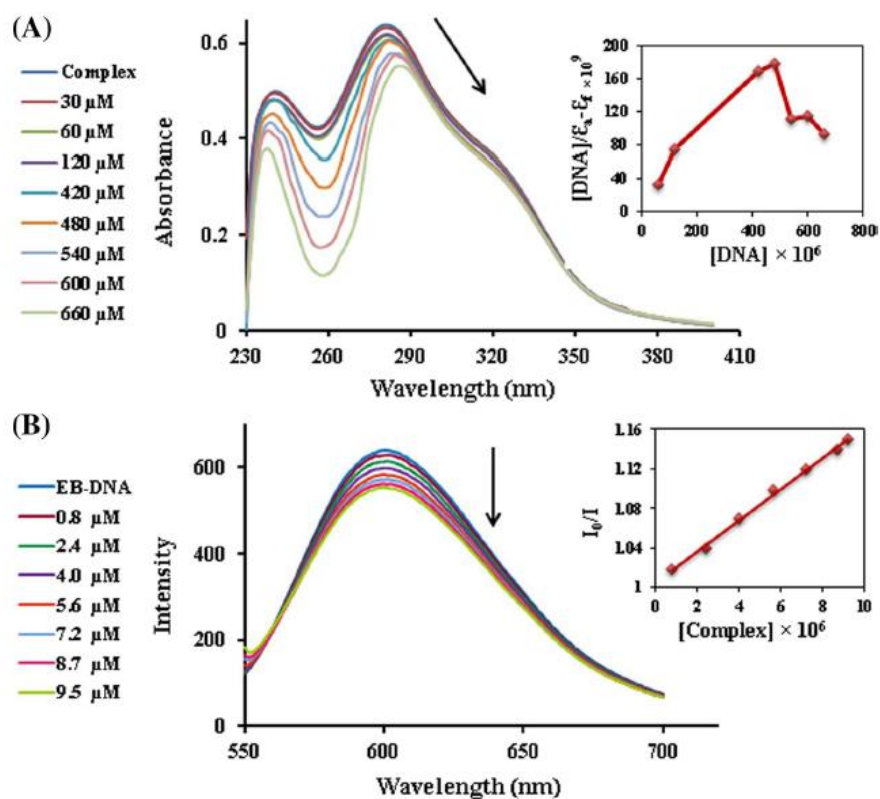 (A)
Complex
30 µM
60 µM
120 µM
420 µM
480 µM
540 µM
600 µM
660 µM
Absorbance
0.6
0.4
0.2
0
230 260 290 320 350 380 410
Wavelength (nm)
[DNA]/εa-εf ×10⁹
200
160
120
80
40
0
0 200 400 600 800
[DNA] × 10⁶
(B)
EB-DNA
0.8 µM
2.4 µM
4.0 µM
5.6 µM
7.2 µM
8.7 µM
9.5 µM
Intensity
600
400
200
0
550 600 650 700
Wavelength (nm)
I₀/I
1.16
1.12
1.08
1.04
1
0 2 4 6 8 10
[Complex] × 10⁶